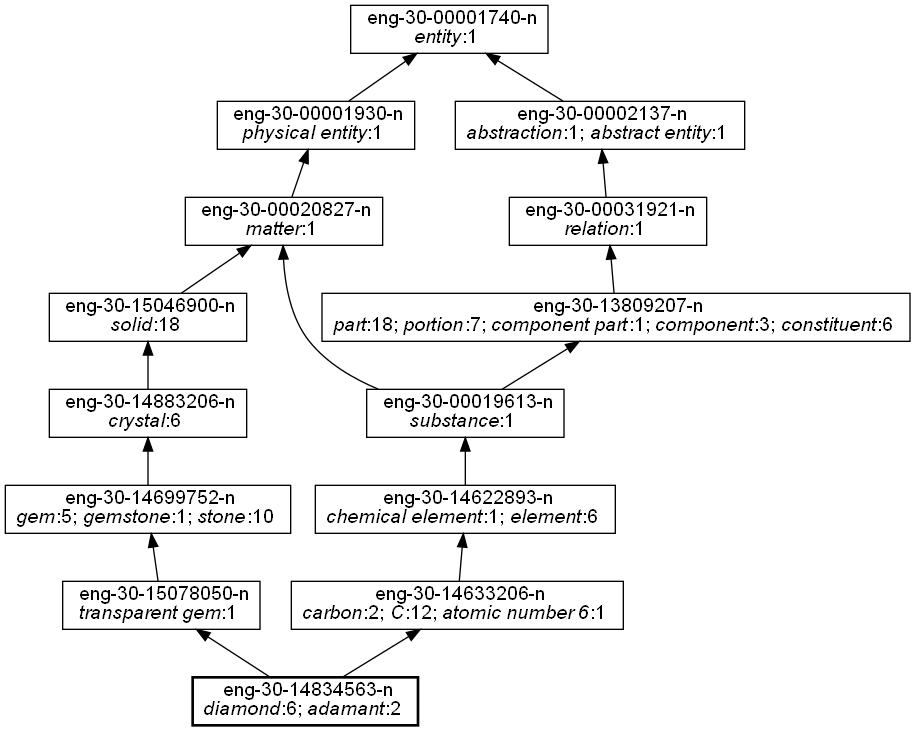 eng-30-00001740-n
entity:1
eng-30-00001930-n
physical entity:1
eng-30-00002137-n
abstraction:1; abstract entity:1
eng-30-00020827-n
matter:1
eng-30-00031921-n
relation:1
eng-30-15046900-n
solid:18
eng-30-13809207-n
part:18; portion:7; component part:1; component:3; constituent:6
eng-30-14883206-n
crystal:6
eng-30-00019613-n
substance:1
eng-30-14699752-n
gem:5; gemstone:1; stone:10
eng-30-14622893-n
chemical element:1; element:6
eng-30-15078050-n
transparent gem:1
eng-30-14633206-n
carbon:2; C:12; atomic number 6:1
eng-30-14834563-n
diamond:6; adamant:2